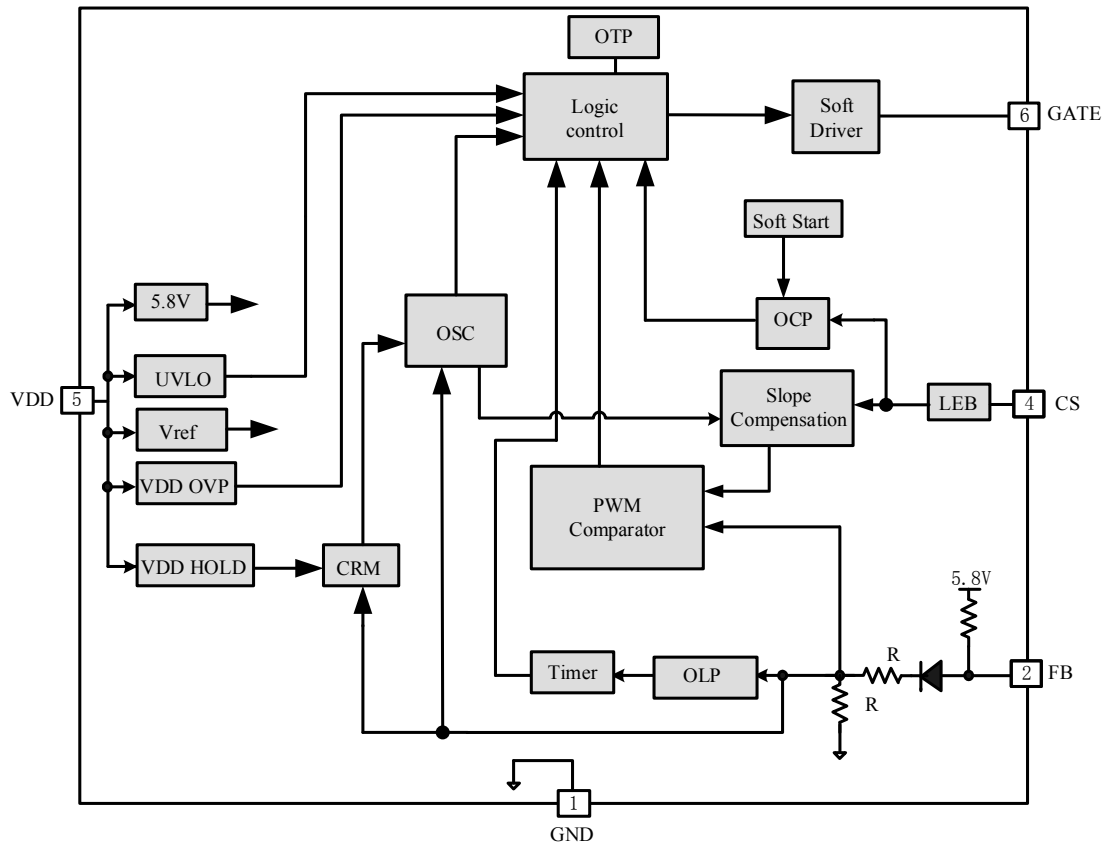 OTP
Logic
control
Soft
Driver
6
GATE
Soft Start
5.8V
OSC
OCP
UVLO
VDD
5
Slope
Compensation
LEB
4
CS
Vref
VDD OVP
PWM
Comparator
VDD HOLD
CRM
5.8V
R
Timer
OLP
2
FB
R
1
GND